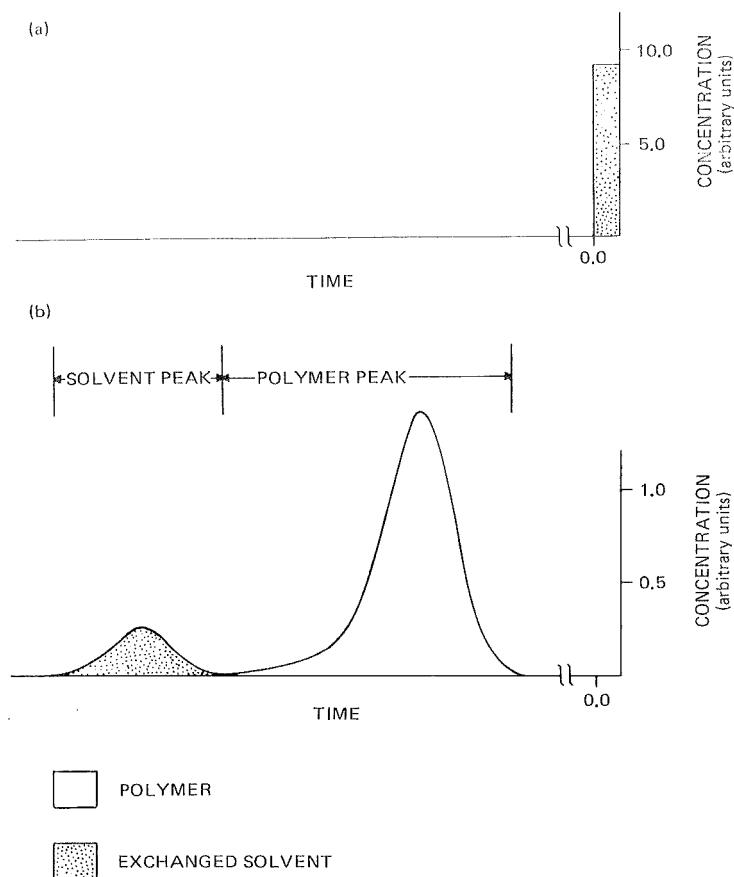 (a)
10.0
5.0
CONCENTRATION
(arbitrary units)
0.0
TIME
(b)
SOLVENT PEAK
POLYMER PEAK
1.0
0.5
CONCENTRATION
(arbitrary units)
0.0
TIME
POLYMER
EXCHANGED SOLVENT